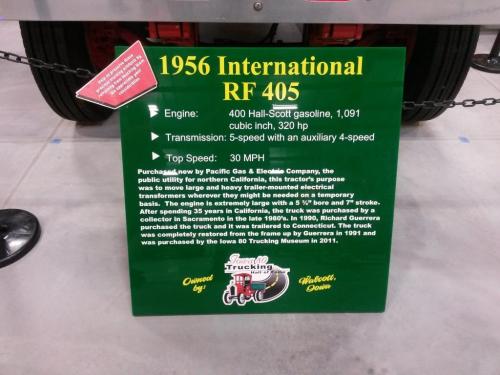 1956 International
RF 405
Engine: 400 Hall-Scott gasoline, 1,091
cubic inch, 320 hp
Transmission: 5-speed with an auxiliary 4-speed
Top Speed: 30 MPH
Purchased new by Pacific Gas & Electric Company, the
public utility for northern California, this tractor's purpose
was to move large and heavy trailer-mounted electrical
transformers wherever they might be needed on a temporary
basis. The engine is extremely large with a 5 ¾" bore and 7" stroke.
After spending 35 years in California, the truck was purchased by a
collector in Sacramento in the late 1980's. In 1990, Richard Guerrera
purchased the truck and it was trailered to Connecticut. The truck
was completely restored from the frame up by Guerrera in 1991 and
was purchased by the Iowa 80 Trucking Museum in 2011.
Iowa 80
Trucking
Hall of Fame
Owned
by:
Walcott,
Iowa